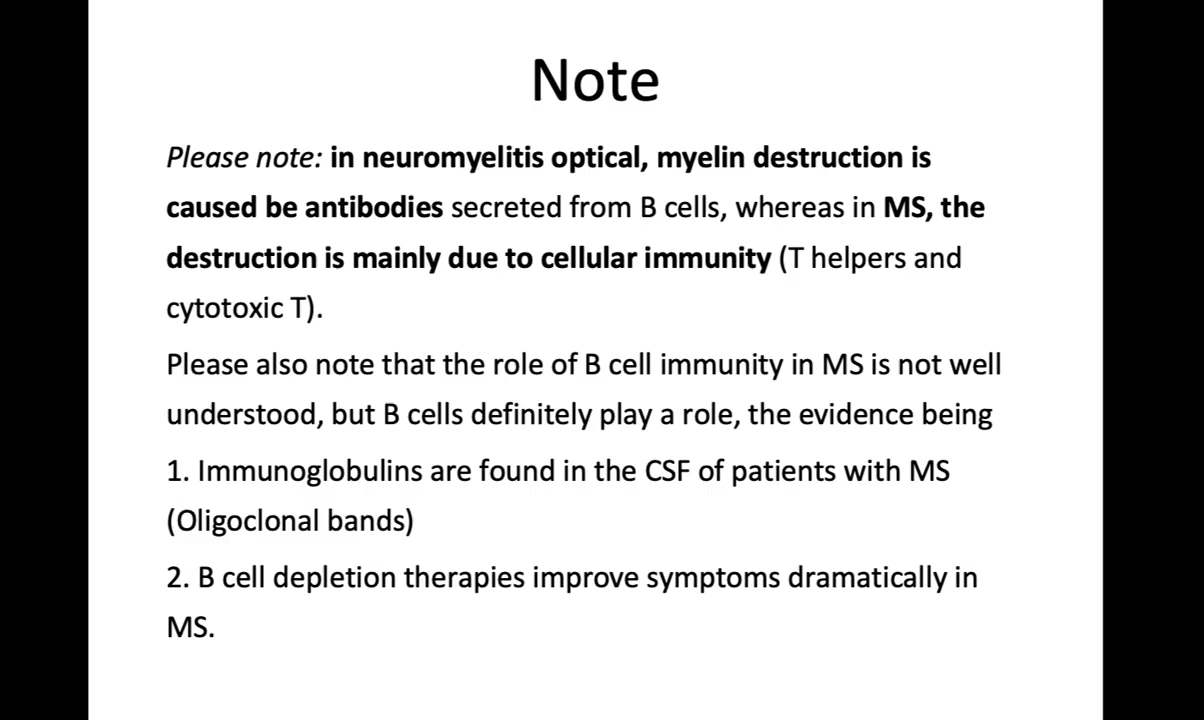 Note
Please note: in neuromyelitis optical, myelin destruction is
caused be antibodies secreted from B cells, whereas in MS, the
destruction is mainly due to cellular immunity (T helpers and
cytotoxic T).
Please also note that the role of B cell immunity in MS is not well
understood, but B cells definitely play a role, the evidence being
1. Immunoglobulins are found in the CSF of patients with MS
(Oligoclonal bands)
2. B cell depletion therapies improve symptoms dramatically in
MS.